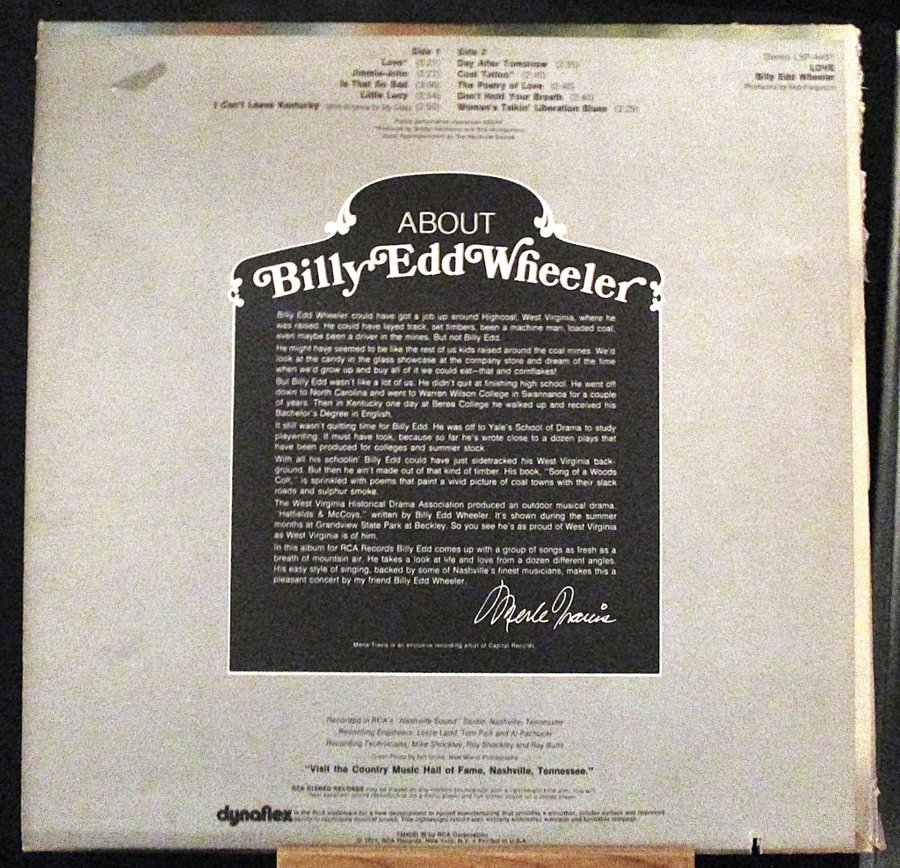 Side 1
Love
Jimmie-John
Is That So Bad
Little Lucy
I Can't Leave Kentucky
Side 2
Day After Tomorrow
Coal Tattoo
The Poetry of Love
Don't Hold Your Breath
Woman's Talkin' Liberation Blues
Stereo
LOVE
Billy Edd Wheeler
ABOUT
Billy Edd Wheeler
Billy Edd Wheeler could have got a job up around Highcoal, West Virginia, where he
was raised. He could have layed track, set timbers, been a machine man, loaded coal,
even maybe been a driver in the mines. But not Billy Edd.
He might have seemed to be like the rest of us kids raised around the coal mines. We'd
look at the candy in the glass showcase at the company store and dream of the time
when we'd grow up and buy all of it we could eat—that and cornflakes!
But Billy Edd wasn't like a lot of us. He didn't quit at finishing high school. He went off
down to North Carolina and went to Warren Wilson College in Swannanoa for a couple
of years. Then in Kentucky one day at Berea College he walked up and received his
Bachelor's Degree in English.
It still wasn't quitting time for Billy Edd. He was off to Yale's School of Drama to study
playwriting. It must have took, because so far he's wrote close to a dozen plays that
have been produced for colleges and summer stock.
With all his schoolin' Billy Edd could have just sidetracked his West Virginia back-
ground. But then he ain't made out of that kind of timber. His book, "Song of a Woods
Colt," is sprinkled with poems that paint a vivid picture of coal towns with their slack
roads and sulphur smoke.
The West Virginia Historical Drama Association produced an outdoor musical drama,
"Hatfields & McCoys," written by Billy Edd Wheeler. It's shown during the summer
months at Grandview State Park at Beckley. So you see he's as proud of West Virginia
as West Virginia is of him.
In this album for RCA Records Billy Edd comes up with a group of songs as fresh as a
breath of mountain air. He takes a look at life and love from a dozen different angles.
His easy style of singing, backed by some of Nashville's finest musicians, makes this a
pleasant concert by my friend Billy Edd Wheeler.
Merle Travis
Merle Travis is an exclusive recording artist of Capitol Records.
Recorded in RCA's "Nashville Sound" Studio, Nashville, Tennessee
Recording Engineers: Leslie Ladd, Tom Pick and Al Pachucki
Recording Technicians: Mike Shockley, Roy Shockley and Ray Butts
"Visit the Country Music Hall of Fame, Nashville, Tennessee."
dynaflex